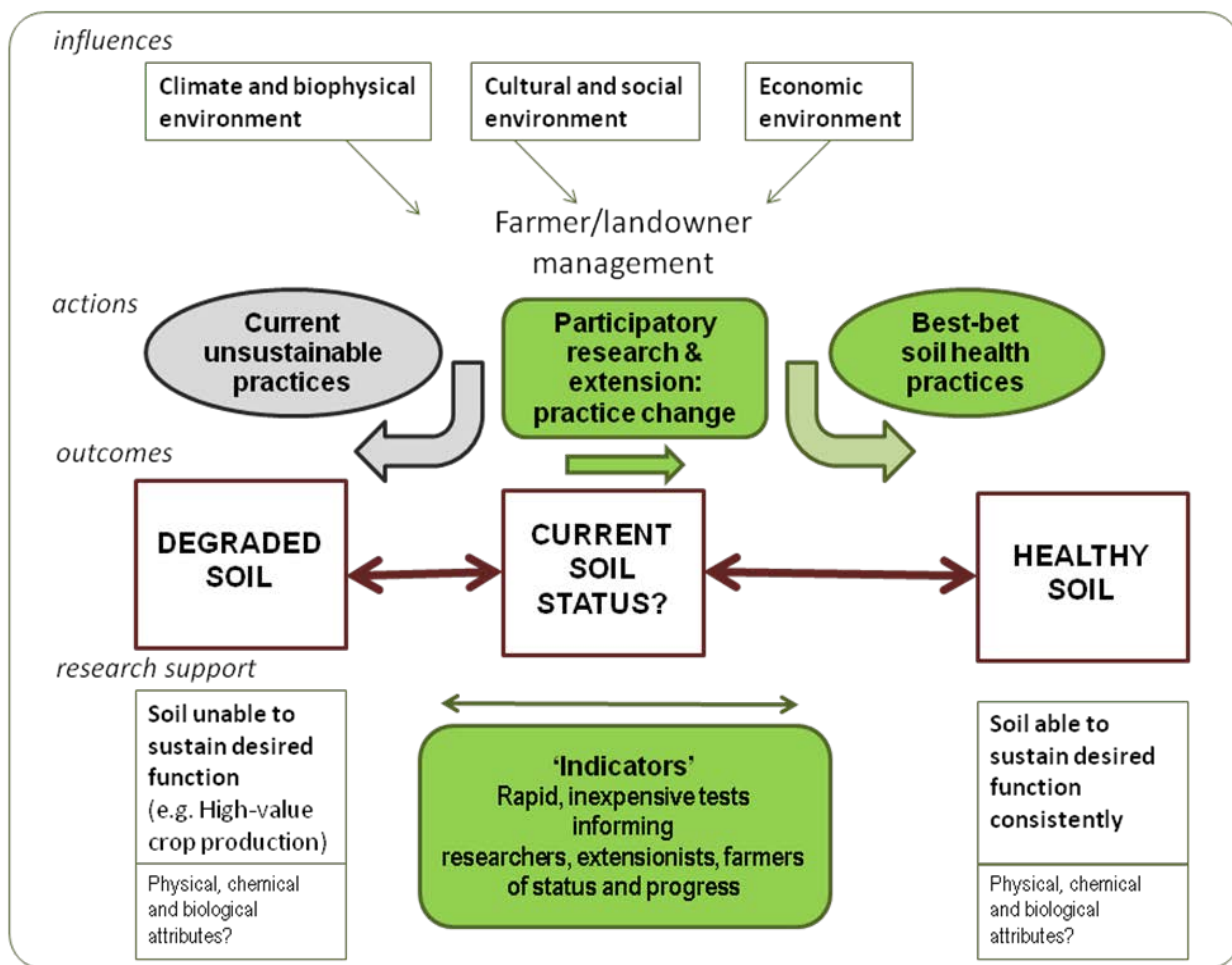 influences
Climate and biophysical
environment
Cultural and social
environment
Economic
environment
Farmer/landowner
management
actions
Current
unsustainable
practices
Participatory
research &
extension:
practice change
Best-bet
soil health
practices
outcomes
DEGRADED
SOIL
CURRENT
SOIL
STATUS?
HEALTHY
SOIL
research support
Soil unable to
sustain desired
function
(e.g. High-value
crop production)
Physical, chemical
and biological
attributes?
‘Indicators’
Rapid, inexpensive tests
informing
researchers, extensionists, farmers
of status and progress
Soil able to
sustain desired
function
consistently
Physical, chemical
and biological
attributes?